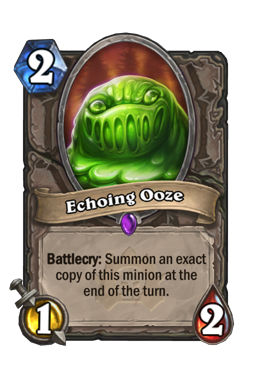 2
Echoing Ooze
Battlecry: Summon an exact
copy of this minion at the
end of the turn.
1
2